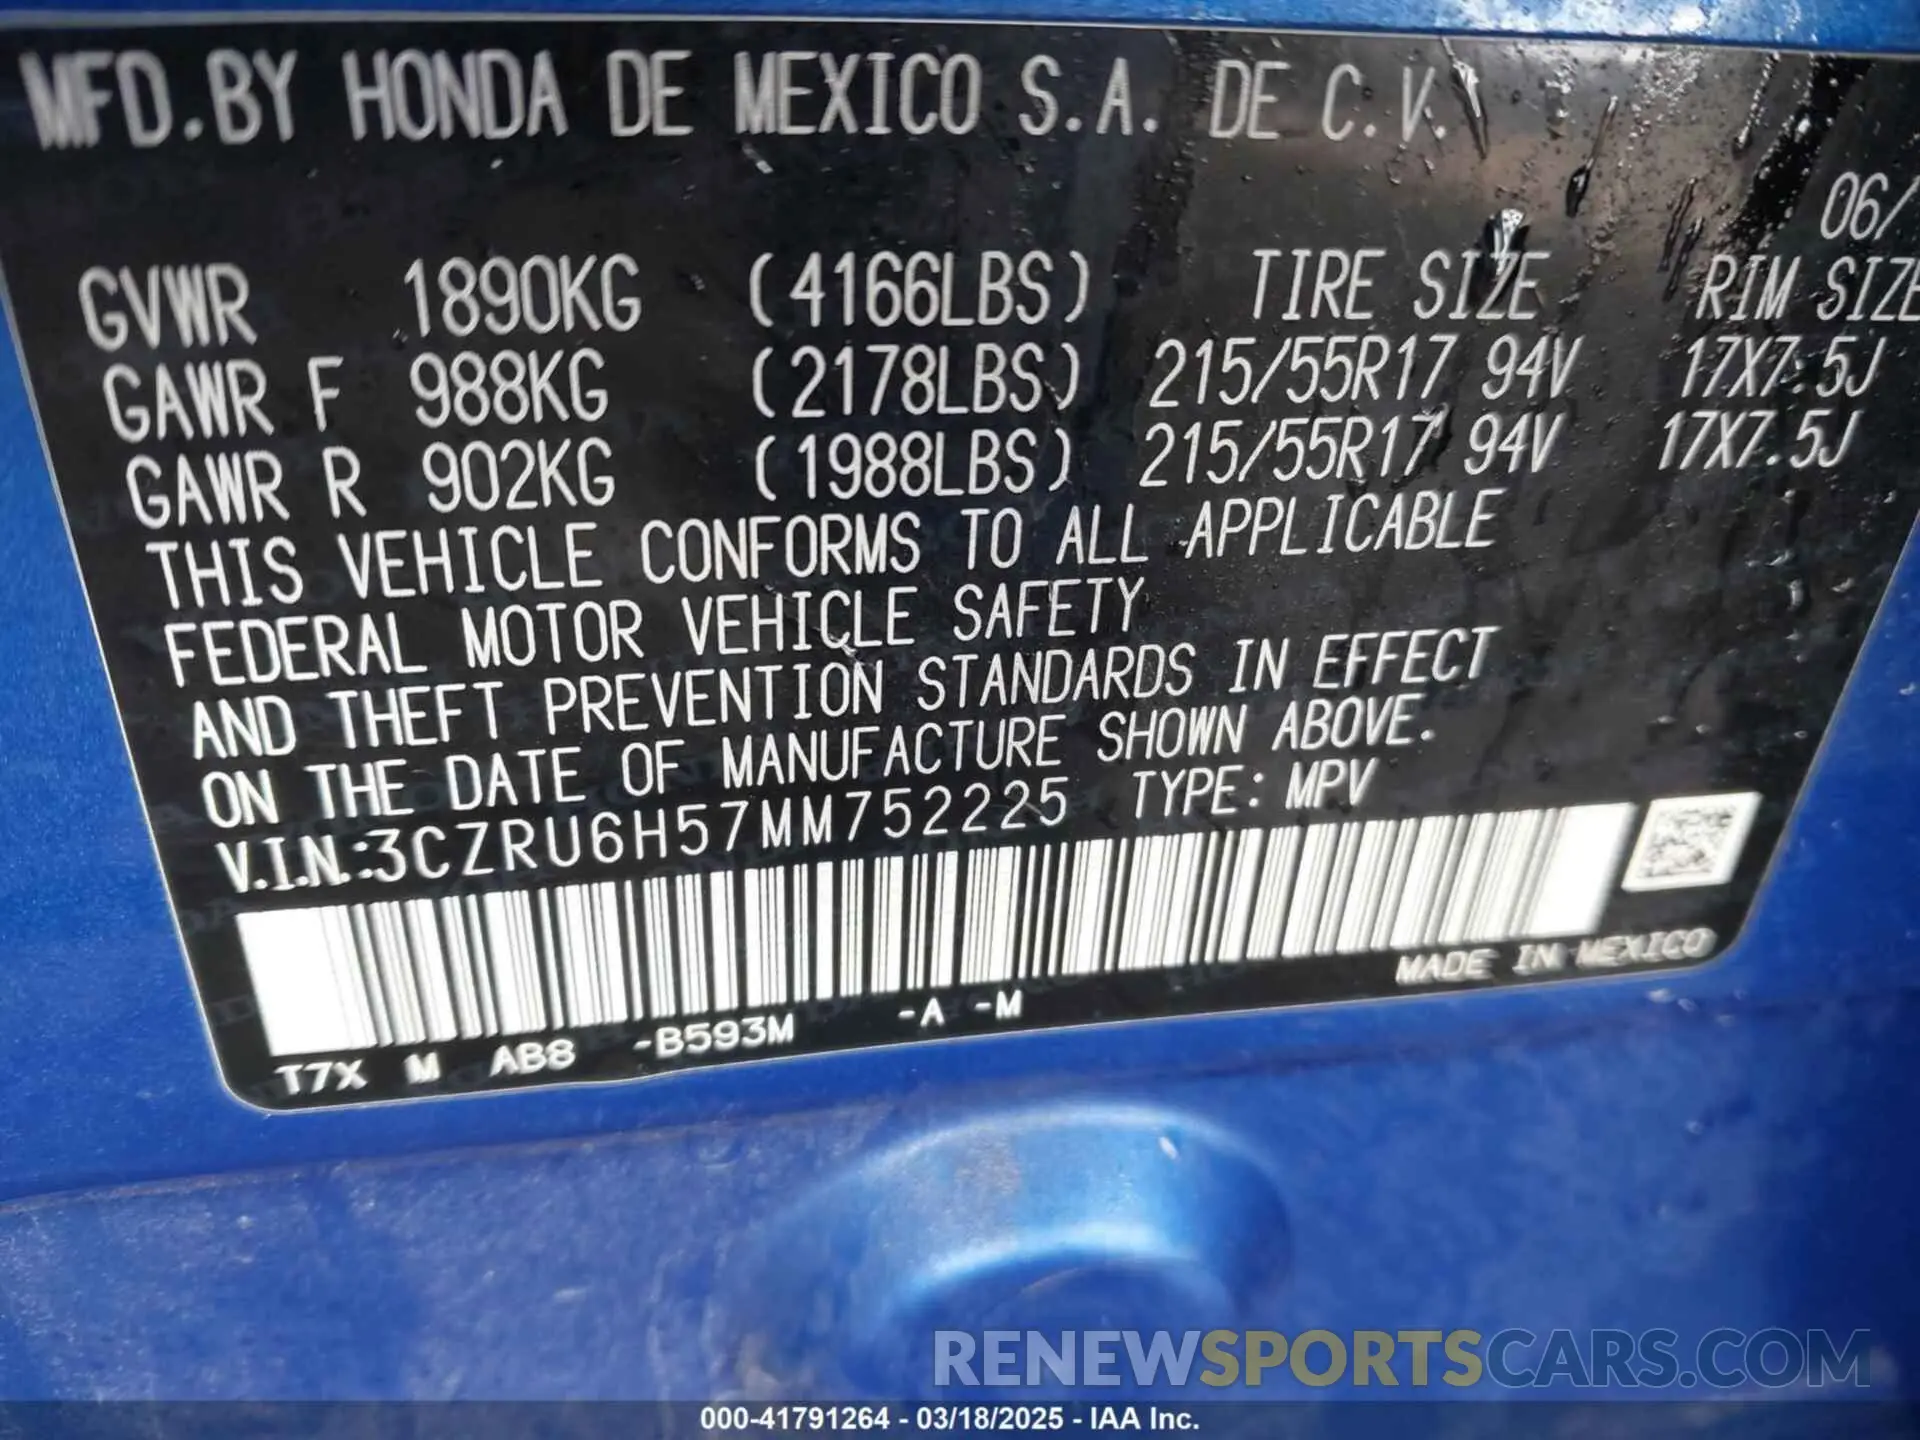 MFD.BY HONDA DE MEXICO S.A. DE C.V.
06/
GVWR 1890KG (4166LBS) TIRE SIZE RIM SIZE
GAWR F 988KG (2178LBS) 215/55R17 94V 17X7.5J
GAWR R 902KG (1988LBS) 215/55R17 94V 17X7.5J
THIS VEHICLE CONFORMS TO ALL APPLICABLE
FEDERAL MOTOR VEHICLE SAFETY
AND THEFT PREVENTION STANDARDS IN EFFECT
ON THE DATE OF MANUFACTURE SHOWN ABOVE.
V.I.N.:3CZRU6H57MM752225 TYPE: MPV
MADE IN MEXICO
T7X M AB8 -B593M -A -M
RENEWSPORTSCARS.COM
000-41791264 - 03/18/2025 - IAA Inc.